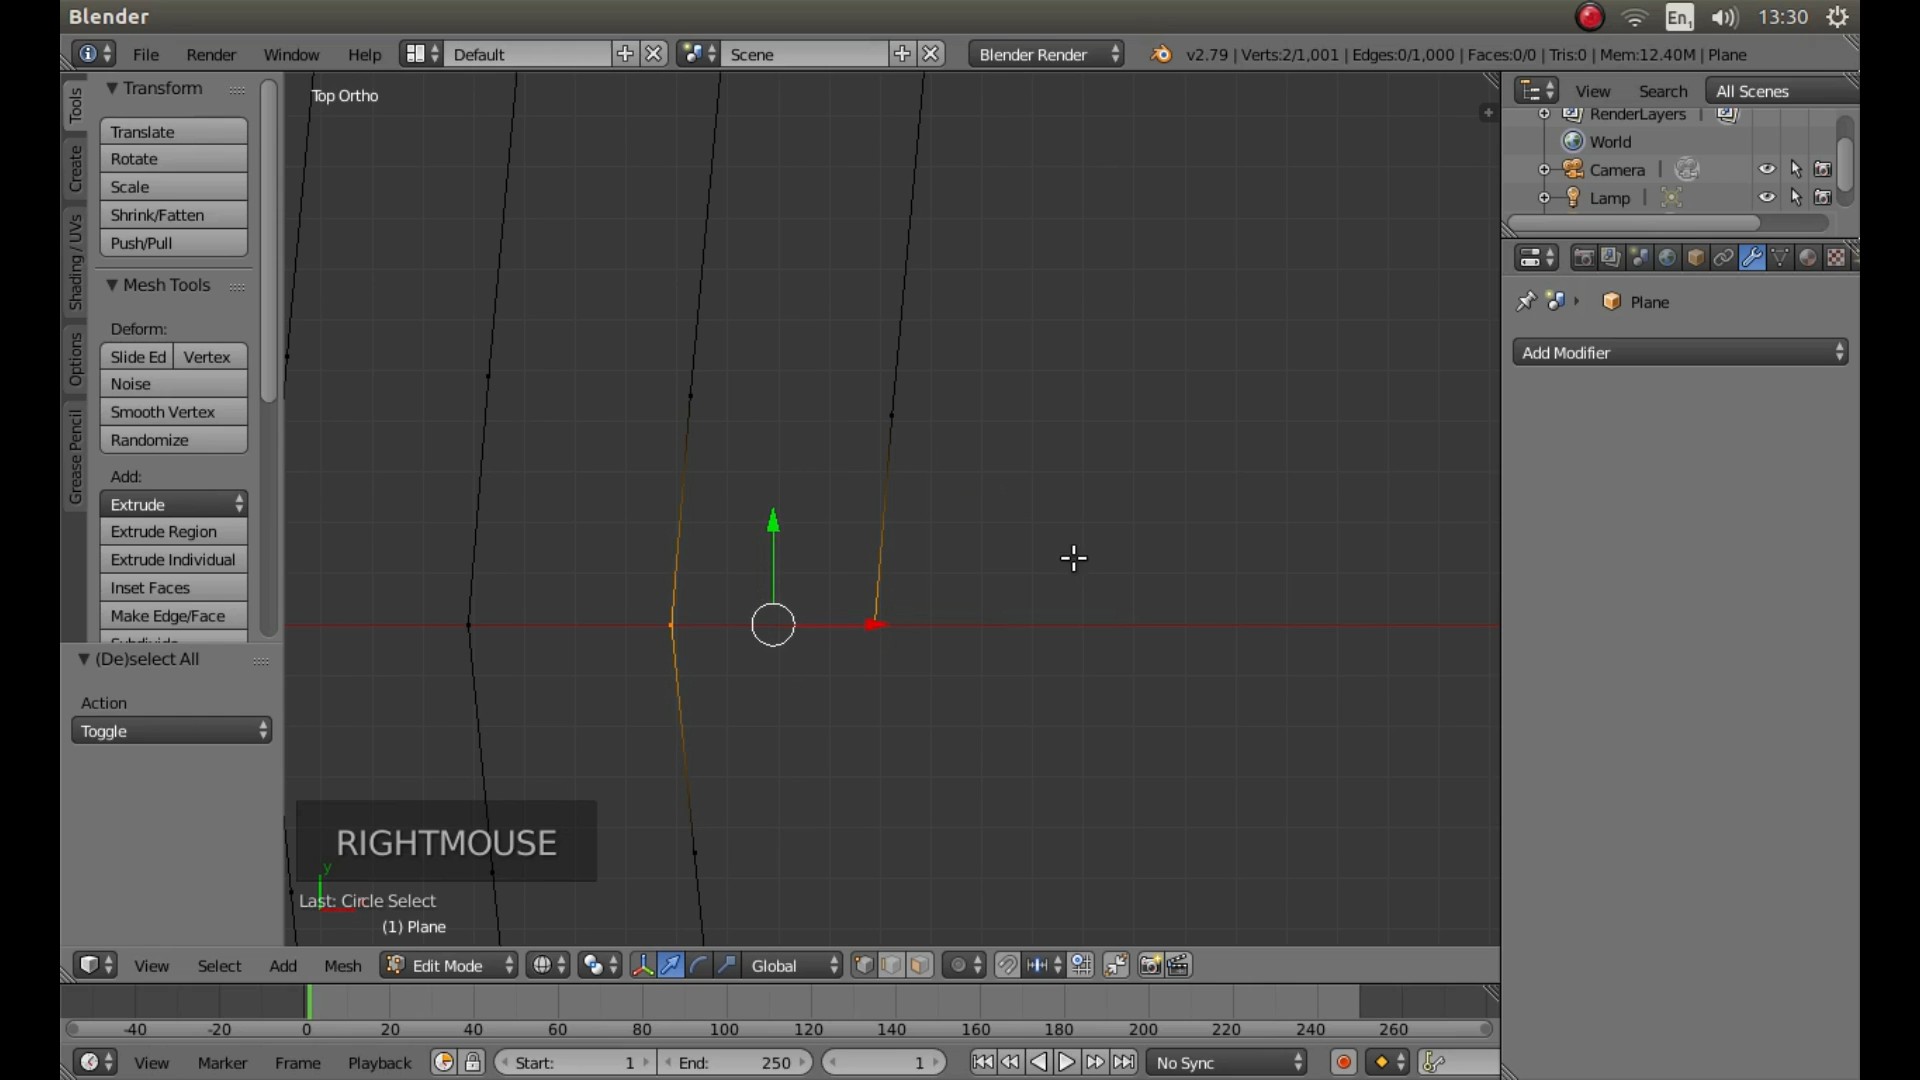 Blender
En1
13:30
File
Render
Window
Help
Default
Scene
Blender Render
v2.79 | Verts:2/1,001 | Edges:0/1,000 | Faces:0/0 | Tris:0 | Mem:12.40M | Plane
Tools
Create
Shading / UVs
Options
Grease Pencil
Transform
Translate
Rotate
Scale
Shrink/Fatten
Push/Pull
Mesh Tools
Deform:
Slide Ed
Vertex
Noise
Smooth Vertex
Randomize
Add:
Extrude
Extrude Region
Extrude Individual
Inset Faces
Make Edge/Face
(De)select All
Action
Toggle
Top Ortho
RIGHTMOUSE
y
Last: Circle Select
(1) Plane
View
Search
All Scenes
RenderLayers
World
Camera
Lamp
Plane
Add Modifier
View
Select
Add
Mesh
Edit Mode
Global
-40 -20 0 20 40 60 80 100 120 140 160 180 200 220 240 260
View
Marker
Frame
Playback
Start: 1
End: 250
1
No Sync